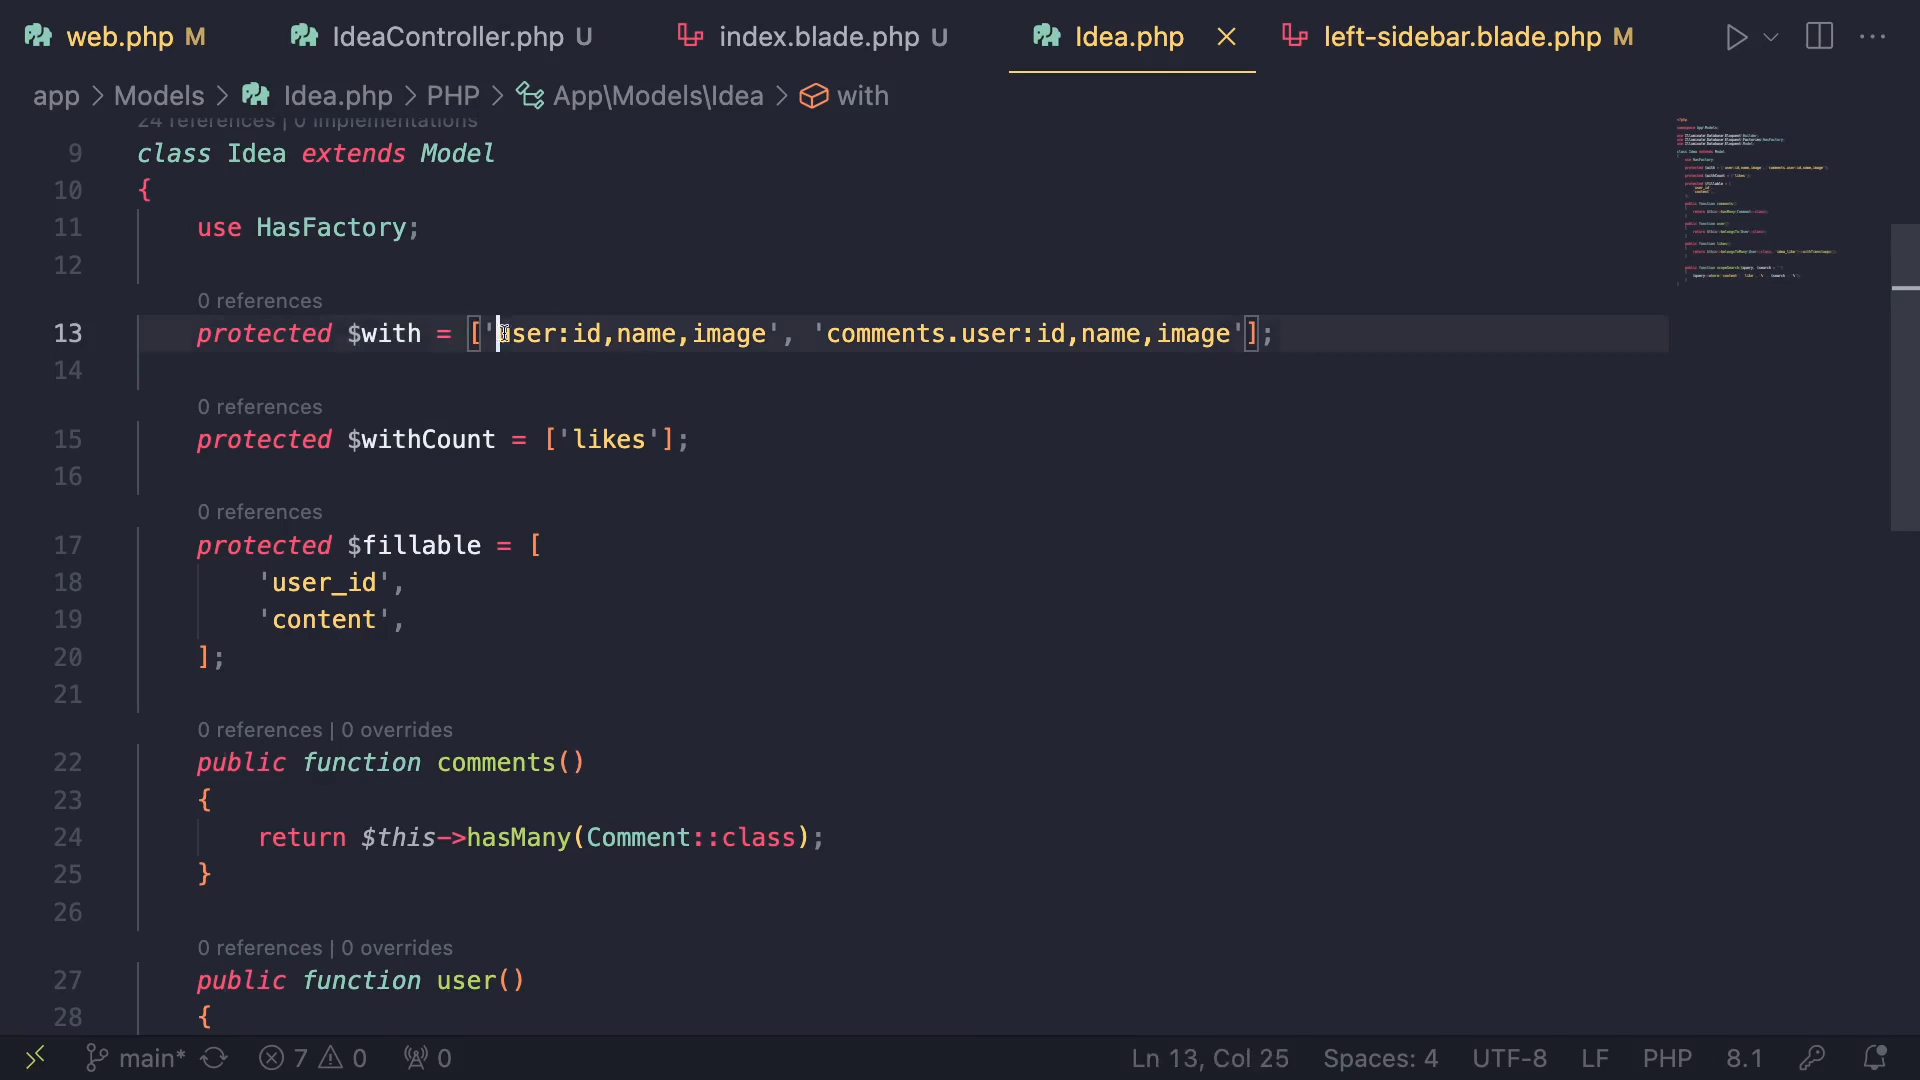 web.php M
IdeaController.php U
index.blade.php U
Idea.php
left-sidebar.blade.php M
app > Models > Idea.php > PHP > App\Models\Idea > with
24 references | 0 implementations
9 class Idea extends Model
10 {
11 use HasFactory;
12
0 references
13 protected $with = ['user:id,name,image', 'comments.user:id,name,image'];
14
0 references
15 protected $withCount = ['likes'];
16
0 references
17 protected $fillable = [
18 'user_id',
19 'content',
20 ];
21
0 references | 0 overrides
22 public function comments()
23 {
24 return $this->hasMany(Comment::class);
25 }
26
0 references | 0 overrides
27 public function user()
28 {
main* 7 0 0 Ln 13, Col 25 Spaces: 4 UTF-8 LF PHP 8.1